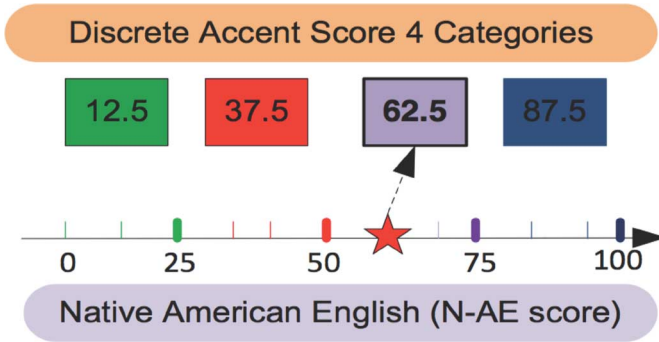 Discrete Accent Score 4 Categories
12.5 37.5 62.5 87.5
0 25 50 75 100
Native American English (N-AE score)